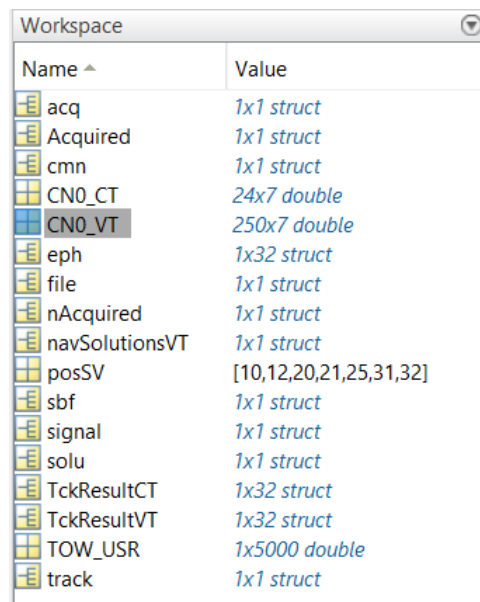 Workspace
Name Value
acq 1x1 struct
Acquired 1x1 struct
cmn 1x1 struct
CN0_CT 24x7 double
CN0_VT 250x7 double
eph 1x32 struct
file 1x1 struct
nAcquired 1x1 struct
navSolutionsVT 1x1 struct
posSV [10,12,20,21,25,31,32]
sbf 1x1 struct
signal 1x1 struct
solu 1x1 struct
TckResultCT 1x32 struct
TckResultVT 1x32 struct
TOW_USR 1x5000 double
track 1x1 struct